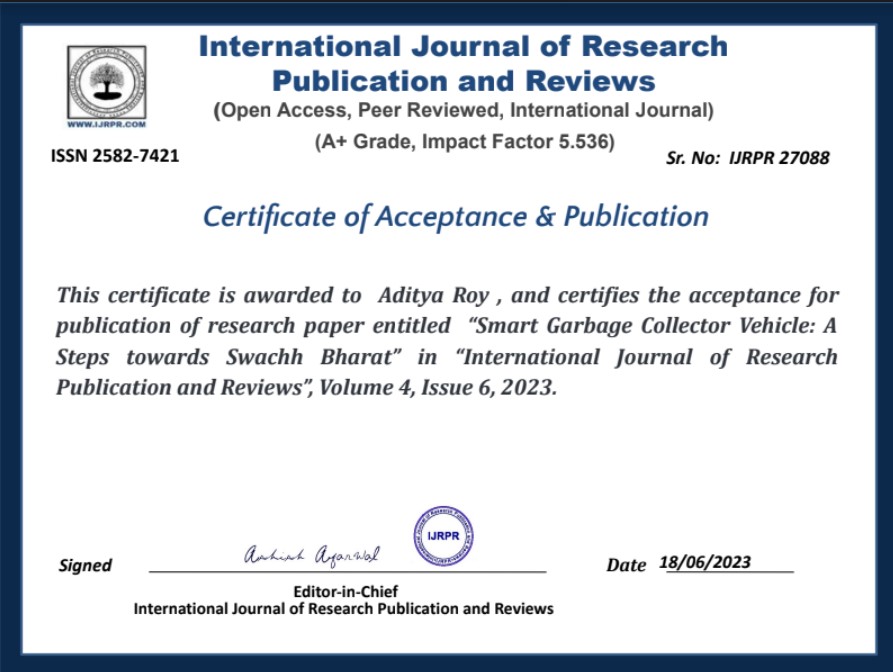 International Journal of Research
Publication and Reviews
(Open Access, Peer Reviewed, International Journal)
(A+ Grade, Impact Factor 5.536)
WWW.IJRPR.COM
ISSN 2582-7421
Sr. No: IJRPR 27088
Certificate of Acceptance & Publication
This certificate is awarded to Aditya Roy , and certifies the acceptance for
publication of research paper entitled “Smart Garbage Collector Vehicle: A
Steps towards Swachh Bharat” in “International Journal of Research
Publication and Reviews”, Volume 4, Issue 6, 2023.
IJRPR
Signed
Date 18/06/2023
Editor-in-Chief
International Journal of Research Publication and Reviews